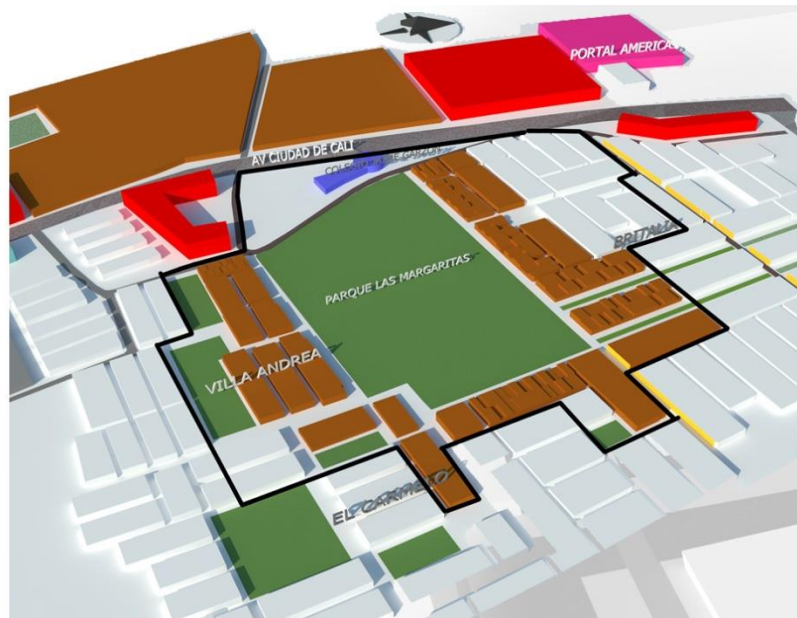 PORTAL AMERICAS
AV CIUDAD DE CALI
BRITALIA
PARQUE LAS MARGARITAS
VILLA ANDREA
EL CARMELO